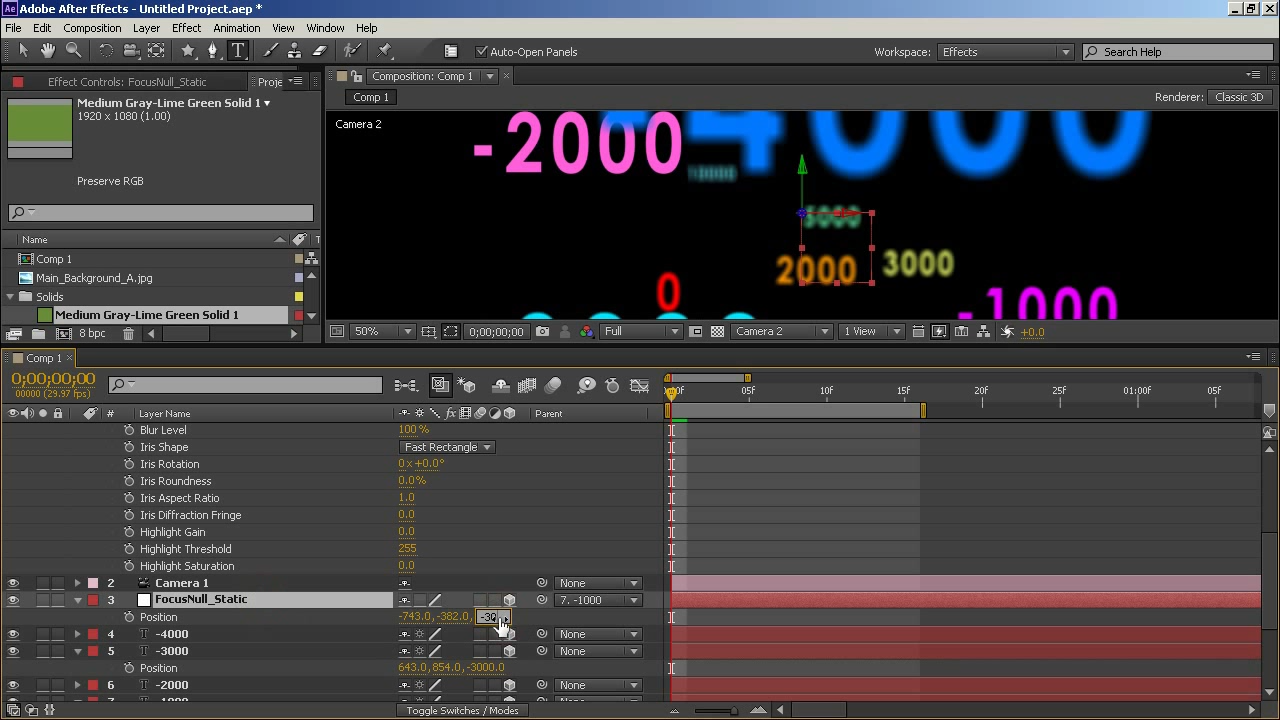 Ae Adobe After Effects - Untitled Project.aep *
File Edit Composition Layer Effect Animation View Window Help
T Auto-Open Panels Workspace: Effects Search Help
Effect Controls: FocusNull_Static Proje
Composition: Comp 1
Medium Gray-Lime Green Solid 1
1920 x 1080 (1.00)
Comp 1
Renderer: Classic 3D
Camera 2
-2000
4000
10000
Preserve RGB
5000
2000
3000
0
-1000
Name T
Comp 1
Main_Background_A.jpg
Solids
Medium Gray-Lime Green Solid 1
8 bpc
50% 0;00;00;00 Full Camera 2 1 View +0.0
Comp 1
0;00;00;00
00000 (29.97 fps)
:00F 05F 10F 15F 20F 25F 01:00F 05F
# Layer Name fx Parent
Blur Level 100%
Iris Shape Fast Rectangle
Iris Rotation 0x+0.0°
Iris Roundness 0.0%
Iris Aspect Ratio 1.0
Iris Diffraction Fringe 0.0
Highlight Gain 0.0
Highlight Threshold 255
Highlight Saturation 0.0
2 Camera 1 None
3 FocusNull_Static 7. -1000
Position -743.0,-382.0, -30
4 T -4000 None
5 T -3000 None
Position 643.0,854.0,-3000.0
6 T -2000 None
Toggle Switches / Modes